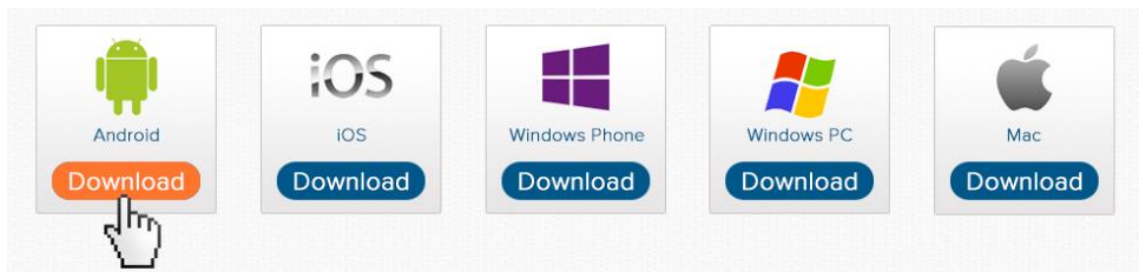 iOS
Android
iOS
Windows Phone
Windows PC
Mac
Download
Download
Download
Download
Download